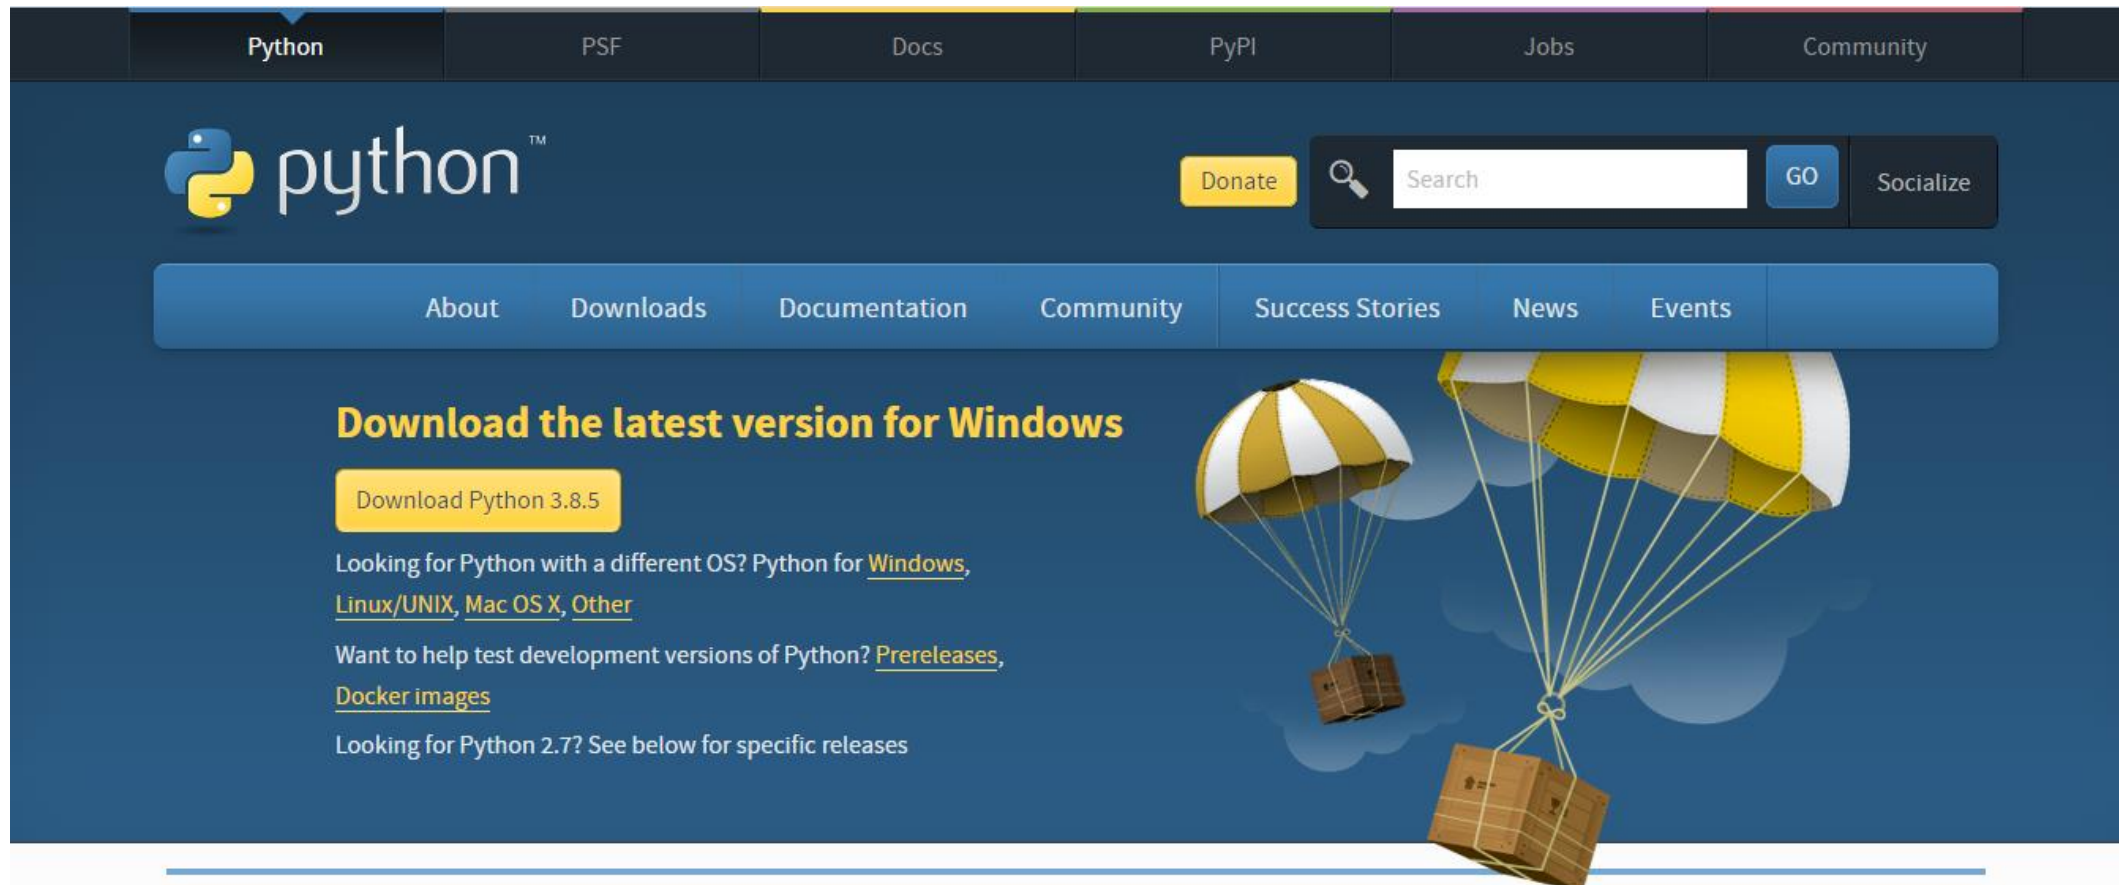 Python PSF Docs PyPI Jobs Community
python™
Donate Search GO Socialize
About Downloads Documentation Community Success Stories News Events
Download the latest version for Windows
Download Python 3.8.5
Looking for Python with a different OS? Python for Windows,
Linux/UNIX, Mac OS X, Other
Want to help test development versions of Python? Prereleases,
Docker images
Looking for Python 2.7? See below for specific releases